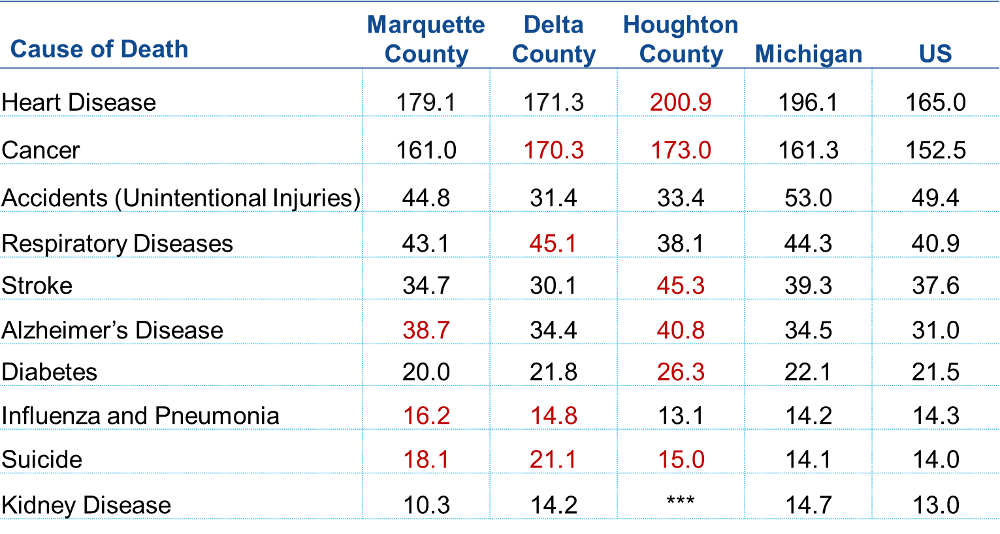 Cause of Death Marquette County Delta County Houghton County Michigan US
Heart Disease 179.1 171.3 200.9 196.1 165.0
Cancer 161.0 170.3 173.0 161.3 152.5
Accidents (Unintentional Injuries) 44.8 31.4 33.4 53.0 49.4
Respiratory Diseases 43.1 45.1 38.1 44.3 40.9
Stroke 34.7 30.1 45.3 39.3 37.6
Alzheimer’s Disease 38.7 34.4 40.8 34.5 31.0
Diabetes 20.0 21.8 26.3 22.1 21.5
Influenza and Pneumonia 16.2 14.8 13.1 14.2 14.3
Suicide 18.1 21.1 15.0 14.1 14.0
Kidney Disease 10.3 14.2 *** 14.7 13.0